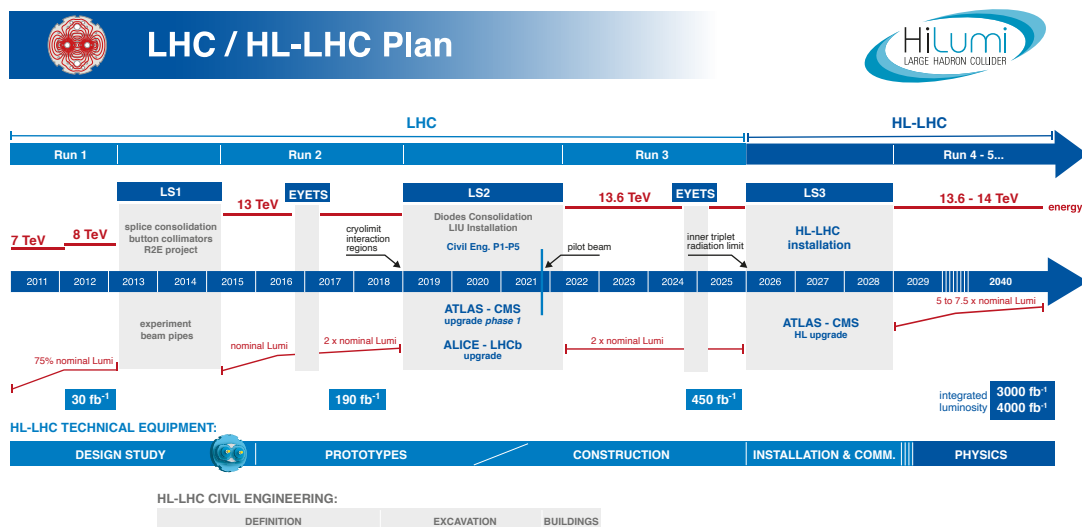 LHC / HL-LHC Plan
HiLumi
LARGE HADRON COLLIDER
LHC
HL-LHC
Run 1
Run 2
Run 3
Run 4 - 5...
LS1
EYETS
LS2
EYETS
LS3
7 TeV
8 TeV
13 TeV
13.6 TeV
13.6 - 14 TeV
energy
splice consolidation
button collimators
R2E project
cryolimit
interaction
regions
Diodes Consolidation
LIU Installation
Civil Eng. P1-P5
pilot beam
inner triplet
radiation limit
HL-LHC
installation
2011 2012 2013 2014 2015 2016 2017 2018 2019 2020 2021 2022 2023 2024 2025 2026 2027 2028 2029 2040
experiment
beam pipes
ATLAS - CMS
upgrade phase 1
ALICE - LHCb
upgrade
ATLAS - CMS
HL upgrade
75% nominal Lumi
nominal Lumi
2 x nominal Lumi
2 x nominal Lumi
5 to 7.5 x nominal Lumi
30 fb⁻¹
190 fb⁻¹
450 fb⁻¹
integrated
luminosity
3000 fb⁻¹
4000 fb⁻¹
HL-LHC TECHNICAL EQUIPMENT:
DESIGN STUDY
PROTOTYPES
CONSTRUCTION
INSTALLATION & COMM.
PHYSICS
HL-LHC CIVIL ENGINEERING:
DEFINITION
EXCAVATION
BUILDINGS